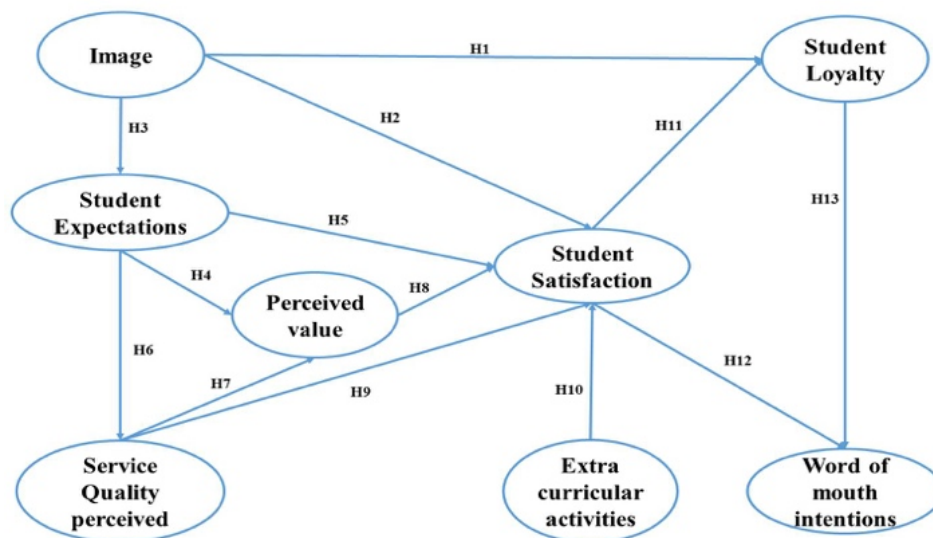 Image
H1
Student
Loyalty
H2
H11
H3
Student
Expectations
H5
H13
Student
Satisfaction
H4
H8
Perceived
value
H6
H7
H9
H10
H12
Service
Quality
perceived
Extra
curricular
activities
Word of
mouth
intentions